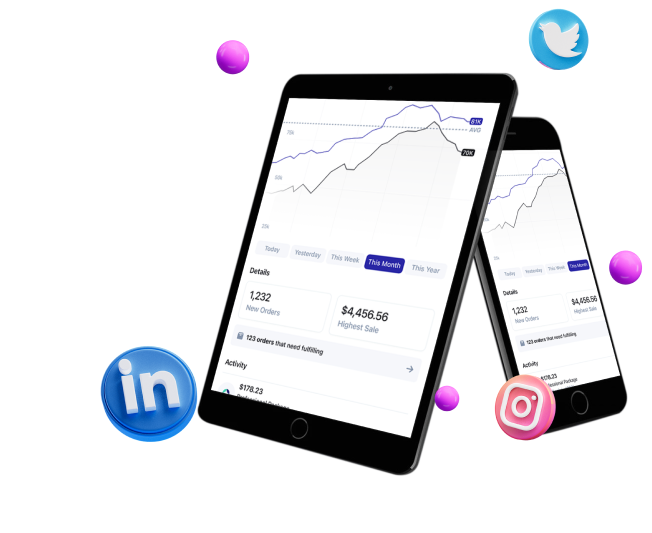 81K
AVG
75k
70K
50k
25k
Today
Yesterday
This Week
This Month
This Year
Details
1,232
New Orders
$4,456.56
Highest Sale
123 orders that need fulfilling
Activity
$178.23
Professional Package
in
Today
Yesterday
This Week
This Month
Details
1,232
New Orders
$4,456.56
Highest Sale
123 orders that need fulfilling
Activity
$178.23